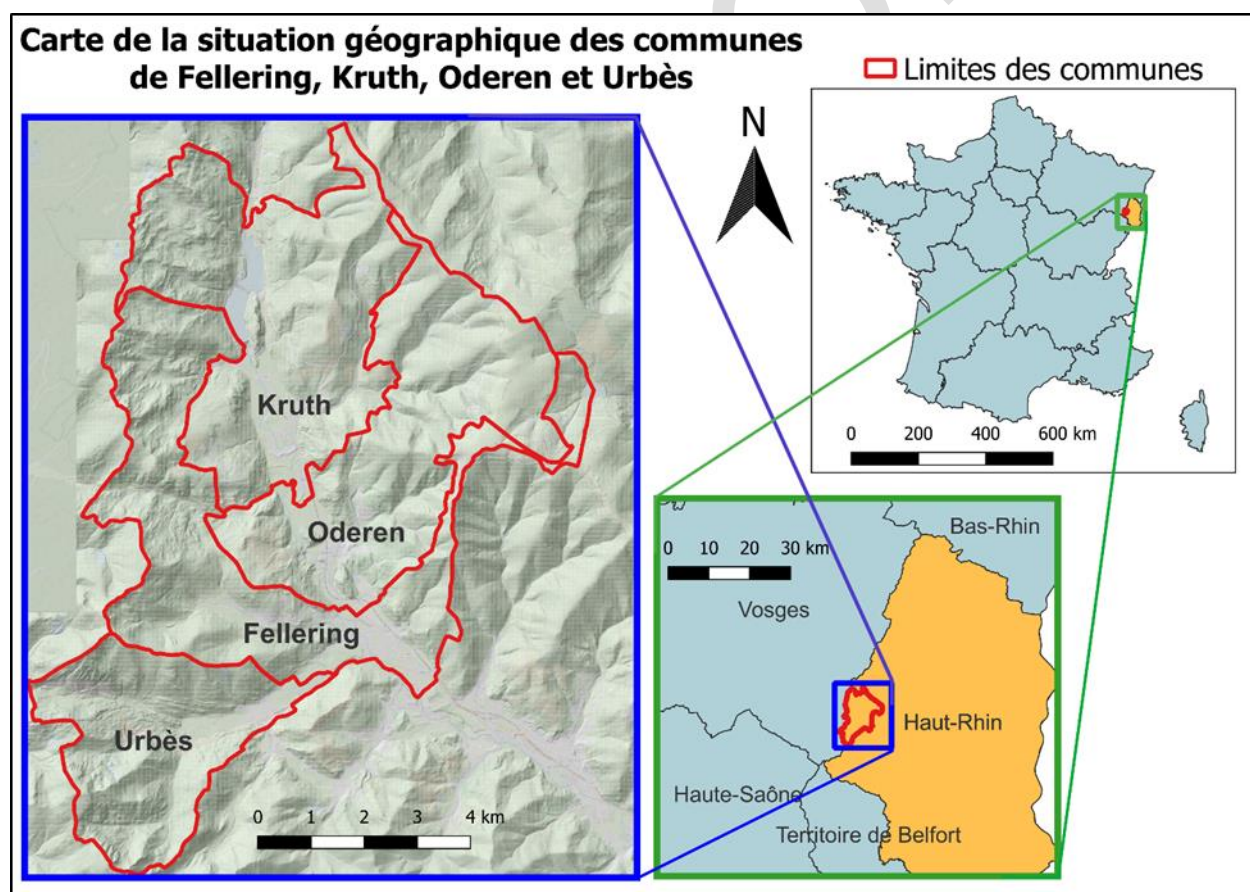 Carte de la situation géographique des communes
de Fellering, Kruth, Oderen et Urbès
Limites des communes
N
Kruth
Oderen
Fellering
Urbès
0 1 2 3 4 km
0 200 400 600 km
0 10 20 30 km
Bas-Rhin
Vosges
Haut-Rhin
Haute-Saône
Territoire de Belfort